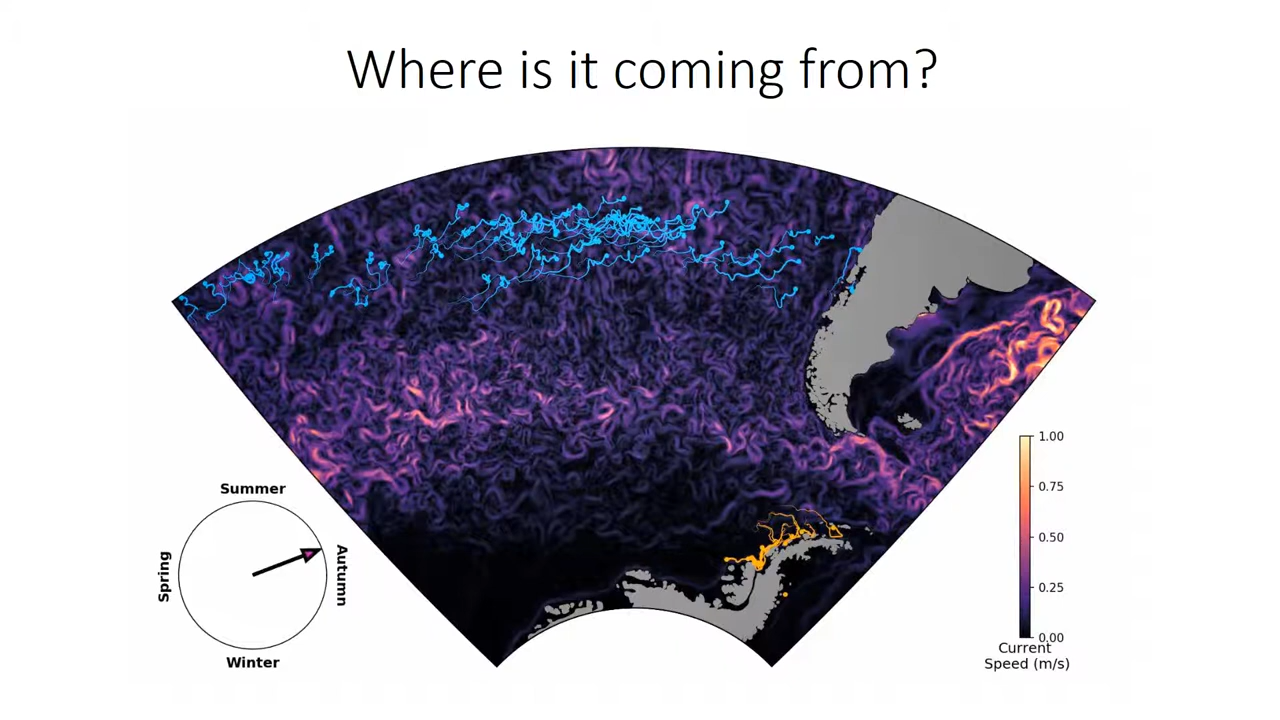 Where is it coming from?
Summer
Spring
Autumn
Winter
1.00
0.75
0.50
0.25
0.00
Current
Speed (m/s)